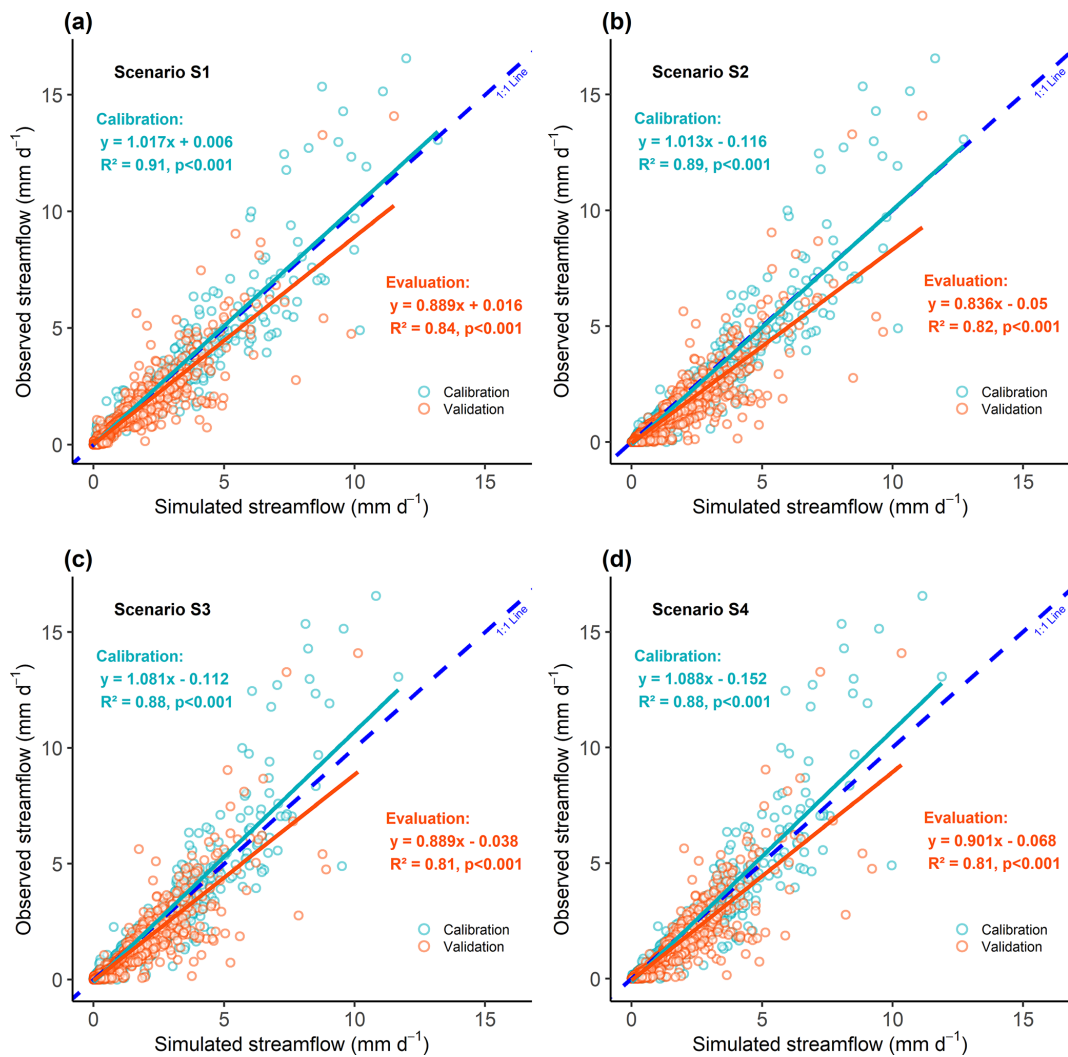 (a)
Scenario S1
1:1 Line
Calibration:
y = 1.017x + 0.006
R² = 0.91, p<0.001
Evaluation:
y = 0.889x + 0.016
R² = 0.84, p<0.001
Calibration
Validation
15
10
5
0
0 5 10 15
Observed streamflow (mm d⁻¹)
Simulated streamflow (mm d⁻¹)
(b)
Scenario S2
1:1 Line
Calibration:
y = 1.013x - 0.116
R² = 0.89, p<0.001
Evaluation:
y = 0.836x - 0.05
R² = 0.82, p<0.001
Calibration
Validation
15
10
5
0
0 5 10 15
Observed streamflow (mm d⁻¹)
Simulated streamflow (mm d⁻¹)
(c)
Scenario S3
1:1 Line
Calibration:
y = 1.081x - 0.112
R² = 0.88, p<0.001
Evaluation:
y = 0.889x - 0.038
R² = 0.81, p<0.001
Calibration
Validation
15
10
5
0
0 5 10 15
Observed streamflow (mm d⁻¹)
Simulated streamflow (mm d⁻¹)
(d)
Scenario S4
1:1 Line
Calibration:
y = 1.088x - 0.152
R² = 0.88, p<0.001
Evaluation:
y = 0.901x - 0.068
R² = 0.81, p<0.001
Calibration
Validation
15
10
5
0
0 5 10 15
Observed streamflow (mm d⁻¹)
Simulated streamflow (mm d⁻¹)